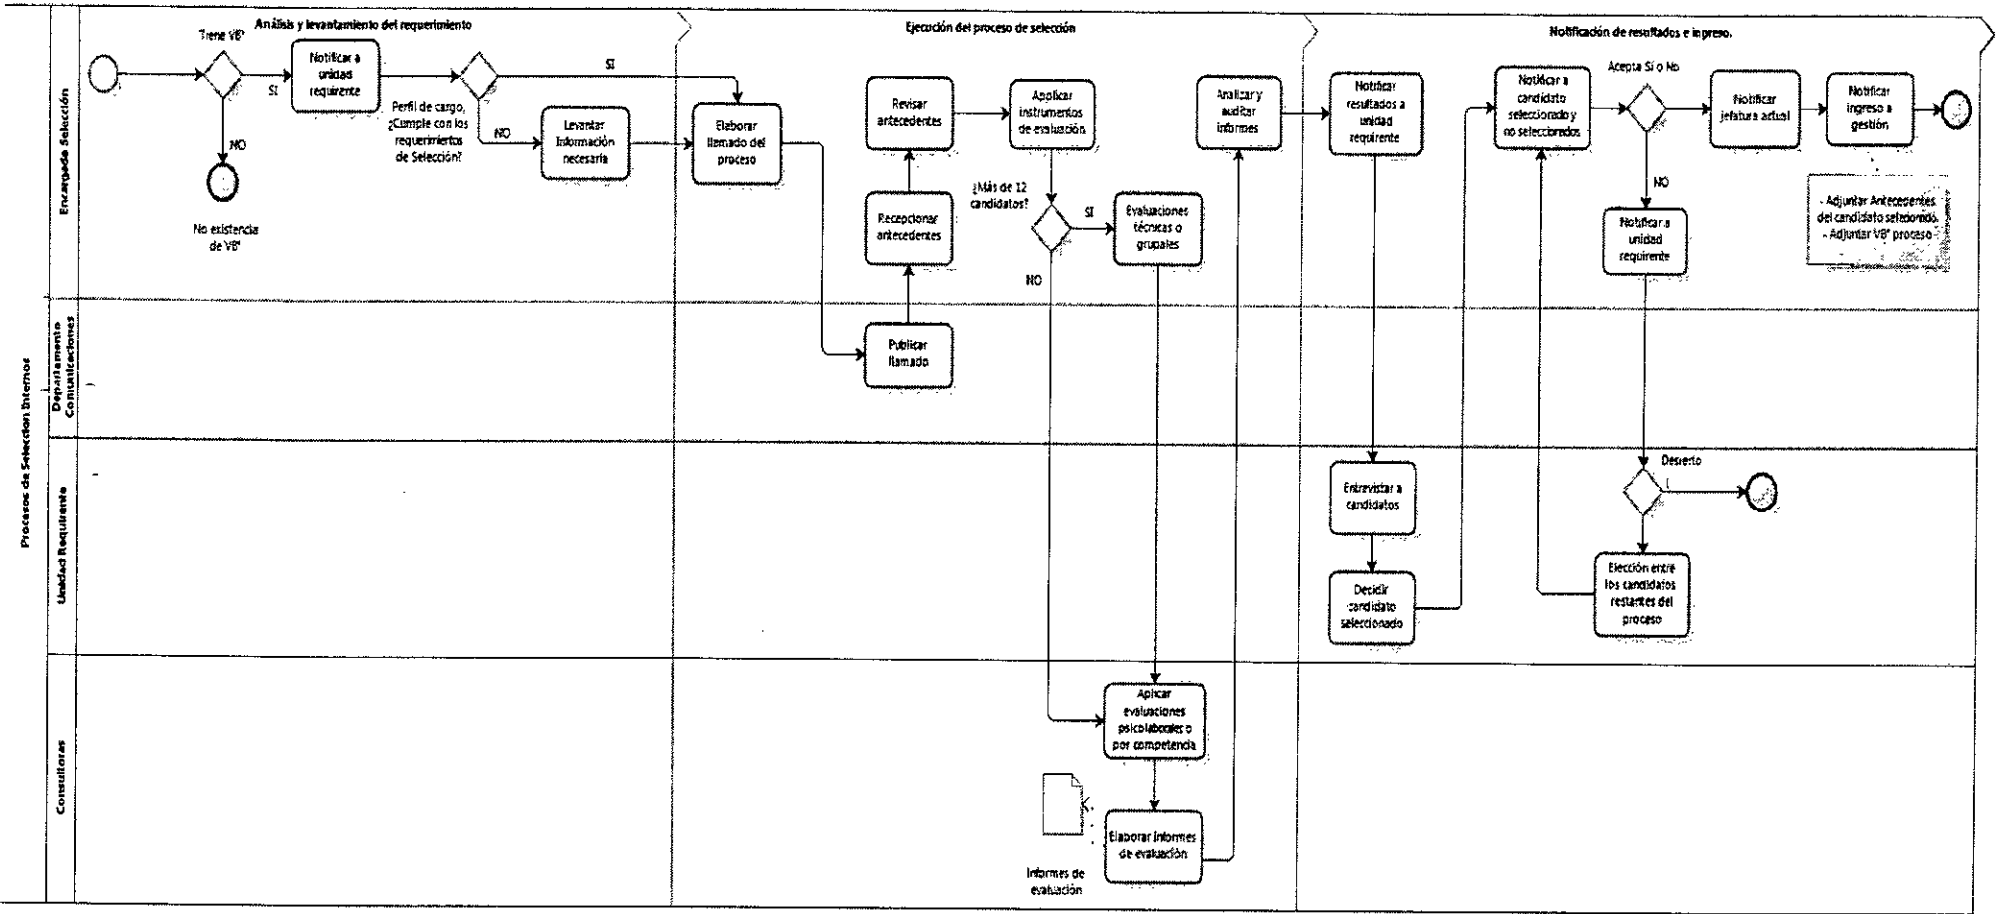 Procesos de Seleccion Internos
Análisis y levantamiento del requerimiento
Ejecución del proceso de selección
Notificación de resultados e ingreso.
Encargada Selección
Tiene VB°
SI
NO
No existencia
de VB°
Notificar a
unidad
requirente
Perfil de cargo,
¿Cumple con los
requerimientos
de Selección?
SI
NO
Levantar
Información
necesaria
Elaborar
llamado del
proceso
Revisar
antecedentes
Recepcionar
antecedentes
Applicar
instrumentos
de evaluación
¿Más de 12
candidatos?
SI
NO
Evaluaciones
técnicas o
grupales
Analizar y
auditar
informes
Notificar
resultados a
unidad
requirente
Notificar a
candidato
seleccionado y
no seleccionados
Acepta Si o No
NO
Notificar
jefatura actual
Notificar
ingreso a
gestión
Notificar a
unidad
requirente
- Adjuntar Antecedentes
del candidato selecionado.
- Adjuntar VB° proceso
Departamento
Comunicaciones
Publicar
llamado
Unidad Requirente
Entrevistar a
candidatos
Decidir
candidato
seleccionado
Desierto
Elección entre
los candidatos
restantes del
proceso
Consultoras
Aplicar
evaluaciones
psicolaborales o
por competencia
Elaborar informes
de evaluación
Informes de
evaluación